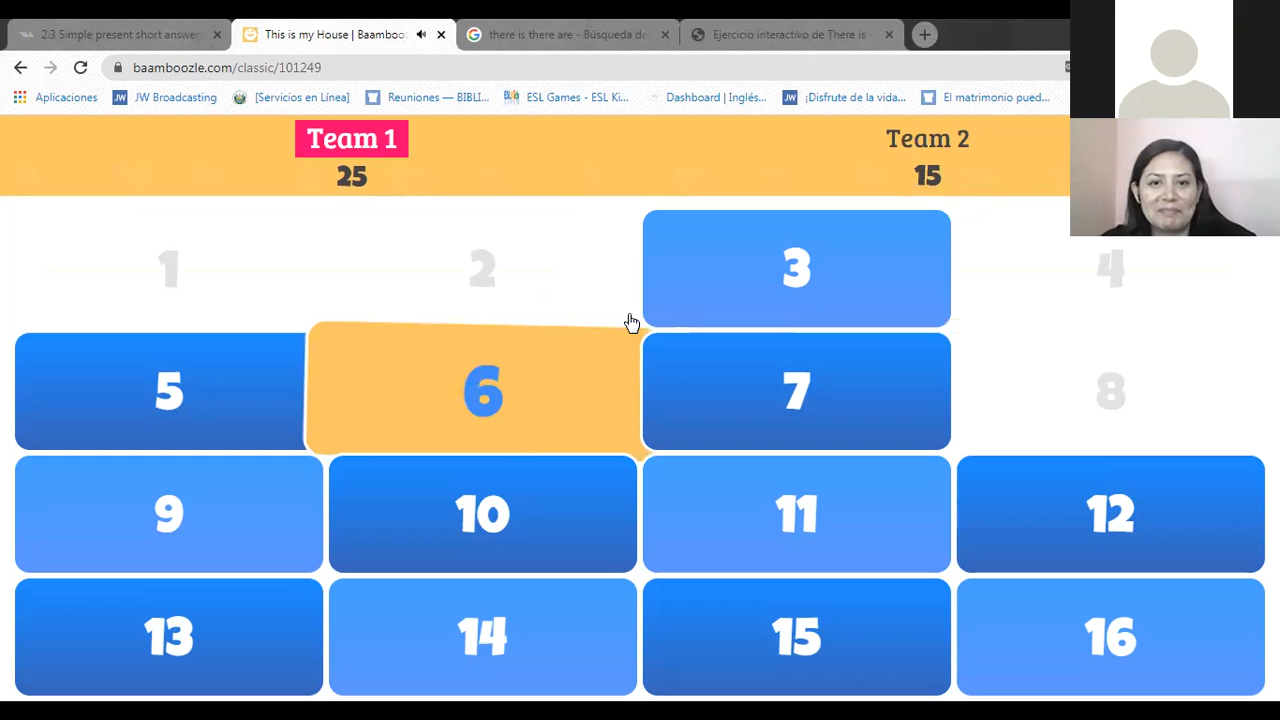 2:3 Simple present short answe
This is my House | Baamboo
there is there are - Búsqueda de
Ejercicio interactivo de There is
baamboozle.com/classic/101249
Aplicaciones
JW Broadcasting
[Servicios en Línea]
Reuniones — BIBLI...
ESL Games - ESL Ki...
Dashboard | Inglés...
¡Disfrute de la vida...
El matrimonio pued...
Team 1
Team 2
25
15
1
2
3
4
5
6
7
8
9
10
11
12
13
14
15
16